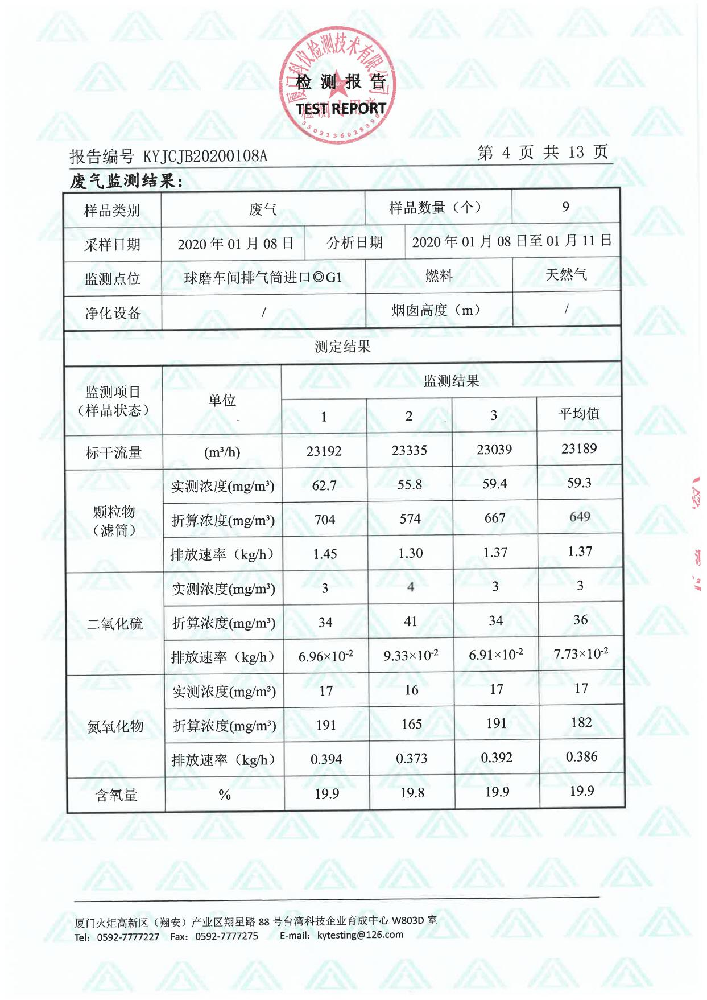 厦门科仪检测技术有限公司
检测报告
TEST REPORT
检测专用章
3502136028890
报告编号 KYJCJB20200108A
第 4 页 共 13 页
废气监测结果:
样品类别 废气 样品数量（个） 9
采样日期 2020 年 01 月 08 日 分析日期 2020 年 01 月 08 日至 01 月 11 日
监测点位 球磨车间排气筒进口◎G1 燃料 天然气
净化设备 / 烟囱高度（m） /
测定结果
监测项目
（样品状态）
单位
监测结果
1 2 3 平均值
标干流量 (m³/h) 23192 23335 23039 23189
颗粒物
（滤筒）
实测浓度(mg/m³) 62.7 55.8 59.4 59.3
折算浓度(mg/m³) 704 574 667 649
排放速率（kg/h） 1.45 1.30 1.37 1.37
二氧化硫
实测浓度(mg/m³) 3 4 3 3
折算浓度(mg/m³) 34 41 34 36
排放速率（kg/h） 6.96×10⁻² 9.33×10⁻² 6.91×10⁻² 7.73×10⁻²
氮氧化物
实测浓度(mg/m³) 17 16 17 17
折算浓度(mg/m³) 191 165 191 182
排放速率（kg/h） 0.394 0.373 0.392 0.386
含氧量 % 19.9 19.8 19.9 19.9
厦门火炬高新区（翔安）产业区翔星路 88 号台湾科技企业育成中心 W803D 室
Tel: 0592-7777227 Fax: 0592-7777275 E-mail: kytesting@126.com